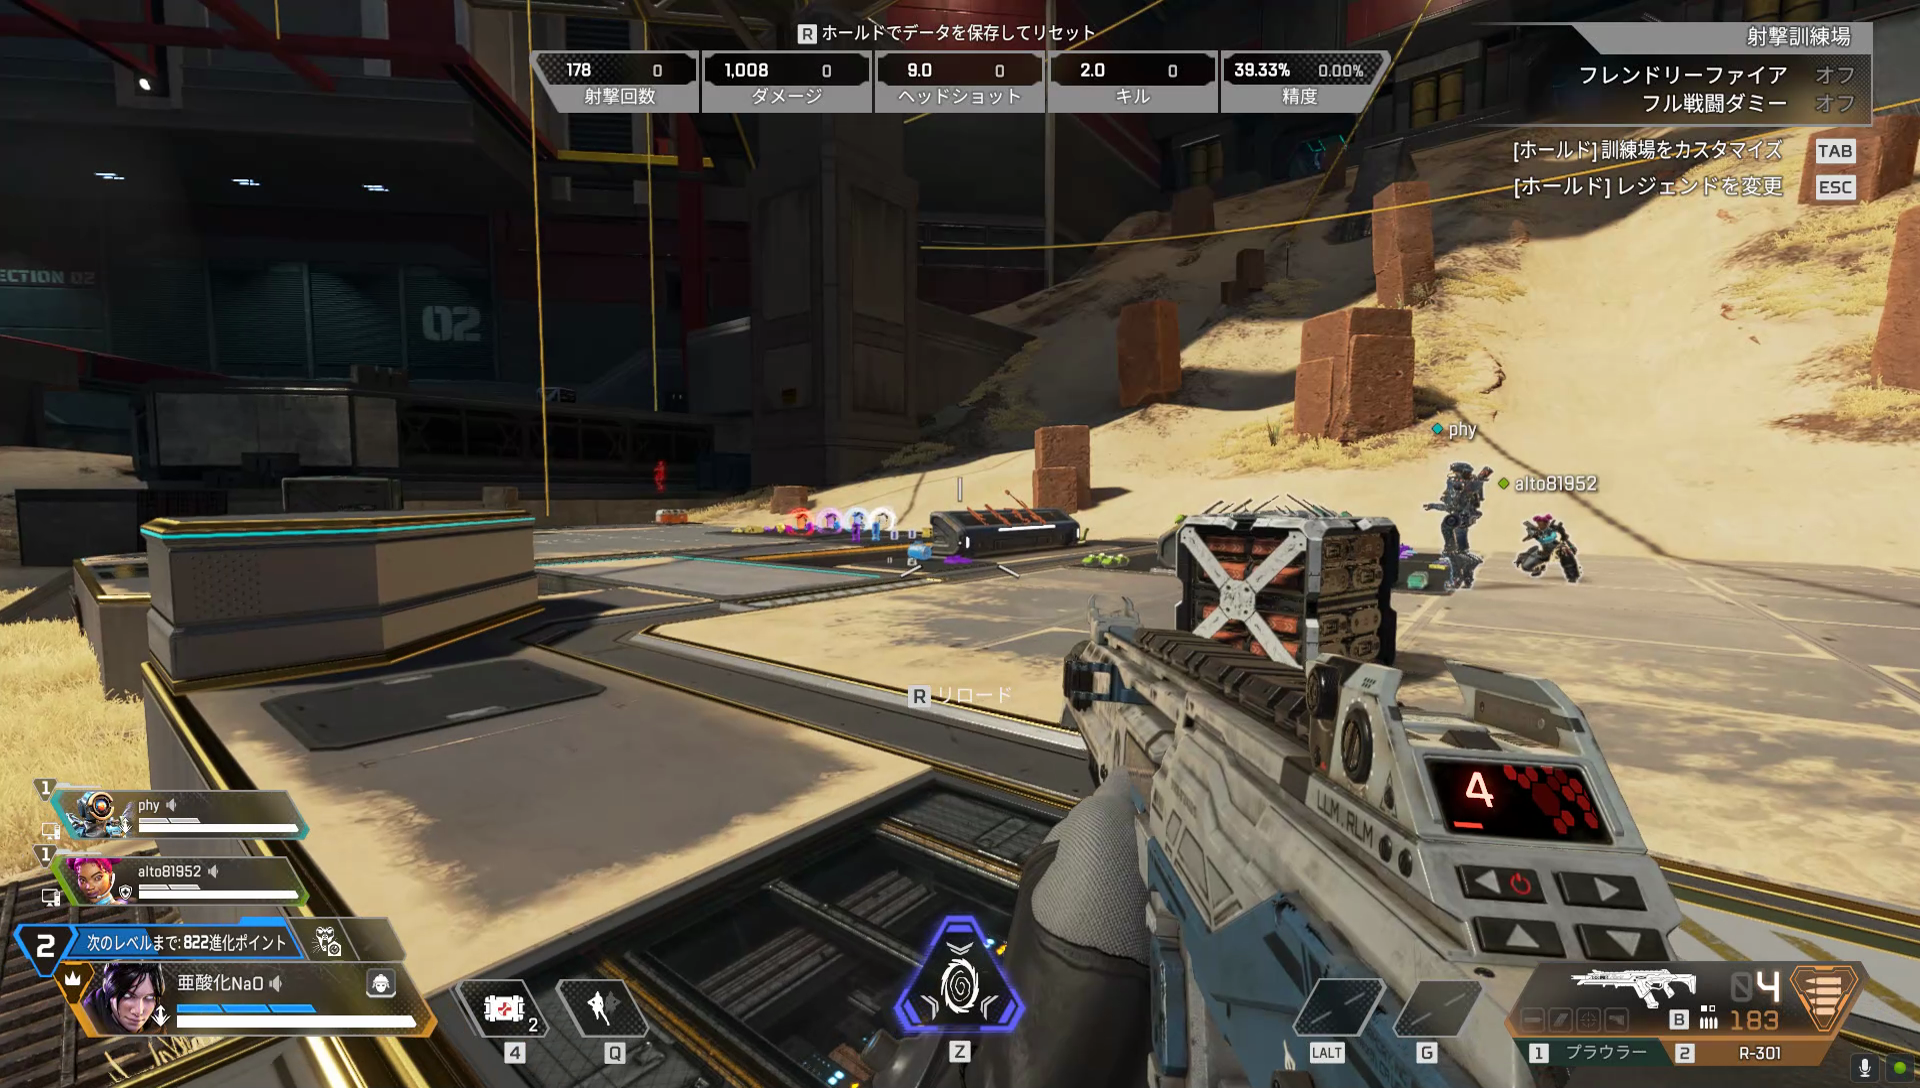 R ホールドでデータを保存してリセット
178 0 射撃回数
1,008 0 ダメージ
9.0 0 ヘッドショット
2.0 0 キル
39.33% 0.00% 精度
射撃訓練場
フレンドリーファイア オフ
フル戦闘ダミー オフ
[ホールド]訓練場をカスタマイズ TAB
[ホールド]レジェンドを変更 ESC
ECTION 02
02
phy
alto81952
R リロード
4
LLM.RLM
1
phy
1
alto81952
2 次のレベルまで:822進化ポイント
亜酸化NaO
2
4
Q
Z
LALT
G
04
B 183
1 プラウラー
2 R-301